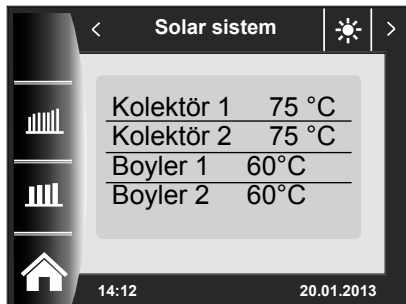 Solar sistem
Kolektör 1 75 °C
Kolektör 2 75 °C
Boyler 1 60°C
Boyler 2 60°C
14:12 20.01.2013